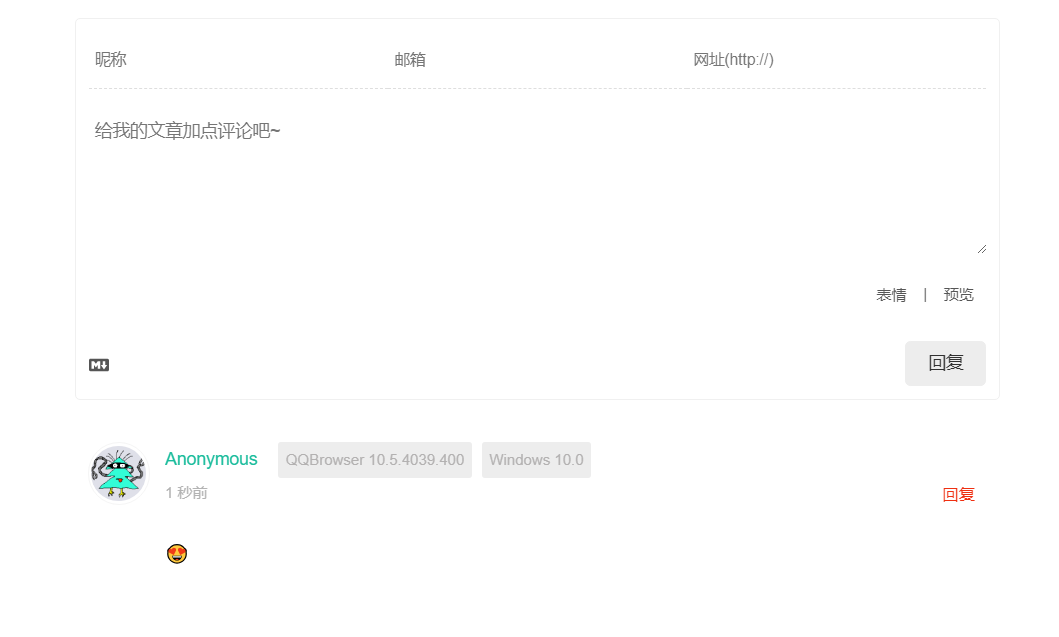 昵称 邮箱 网址(http://)
给我的文章加点评论吧~
表情 | 预览
M↓
回复
Anonymous QQBrowser 10.5.4039.400 Windows 10.0
1 秒前
回复
😍